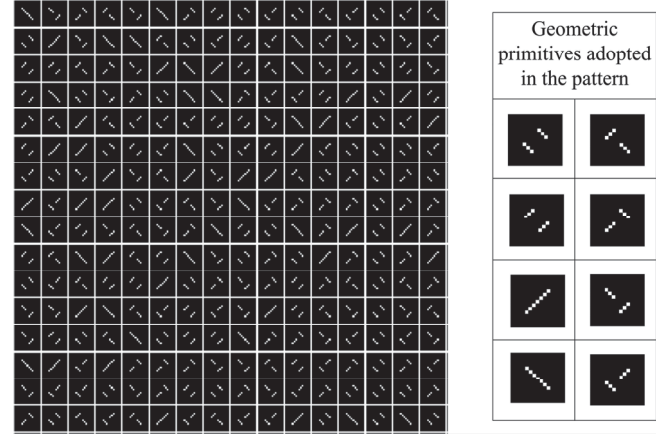 Geometric
primitives adopted
in the pattern